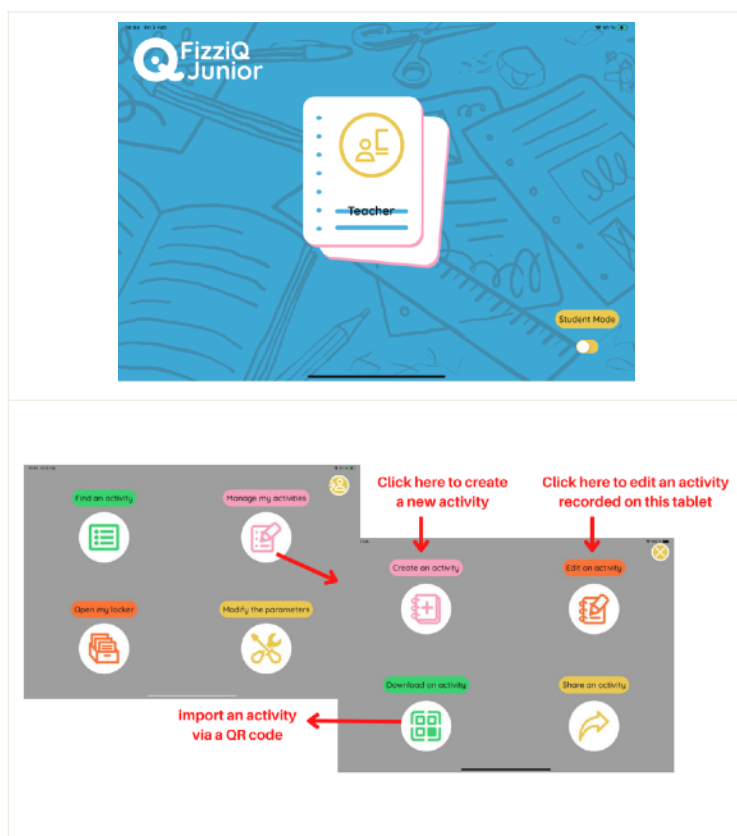 FizziQ
Junior
Teacher
Student Mode
Find an activity
Manage my activities
Open my locker
Modify the parameters
Click here to create
a new activity
Click here to edit an activity
recorded on this tablet
Create an activity
Edit an activity
Download an activity
Share an activity
import an activity
via a QR code